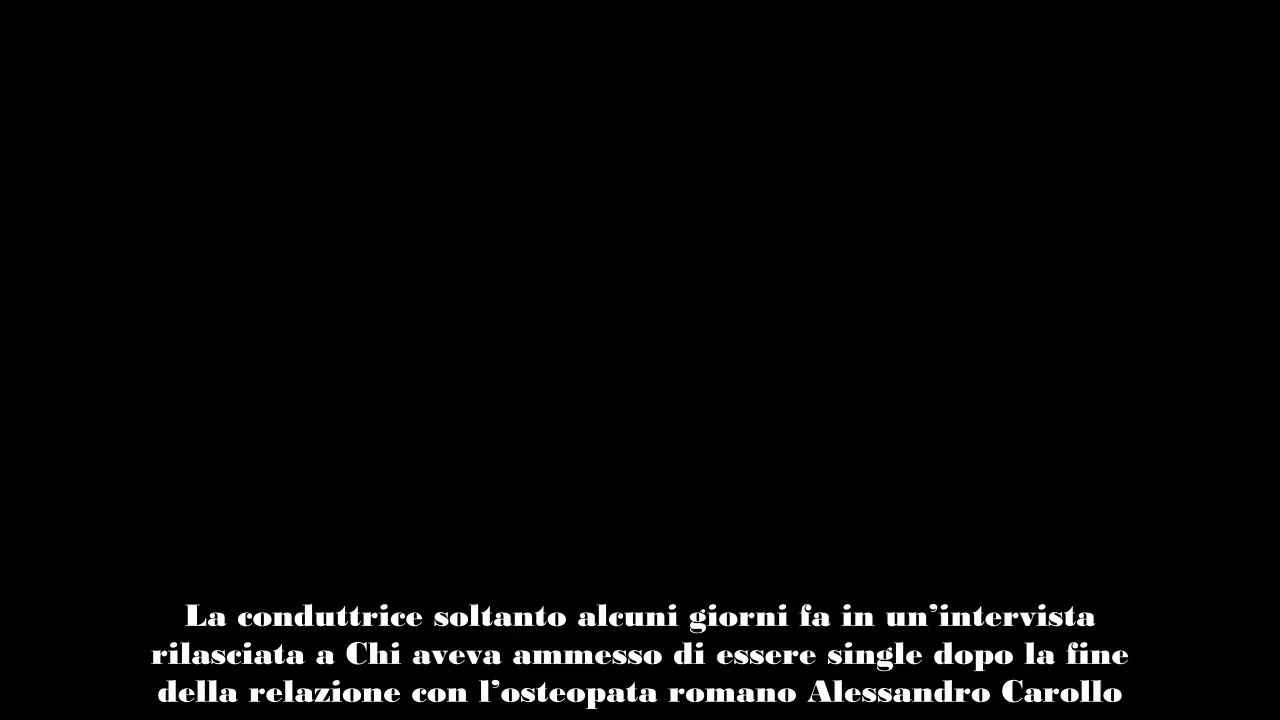 La conduttrice soltanto alcuni giorni fa in un’intervista
rilasciata a Chi aveva ammesso di essere single dopo la fine
della relazione con l’osteopata romano Alessandro Carollo